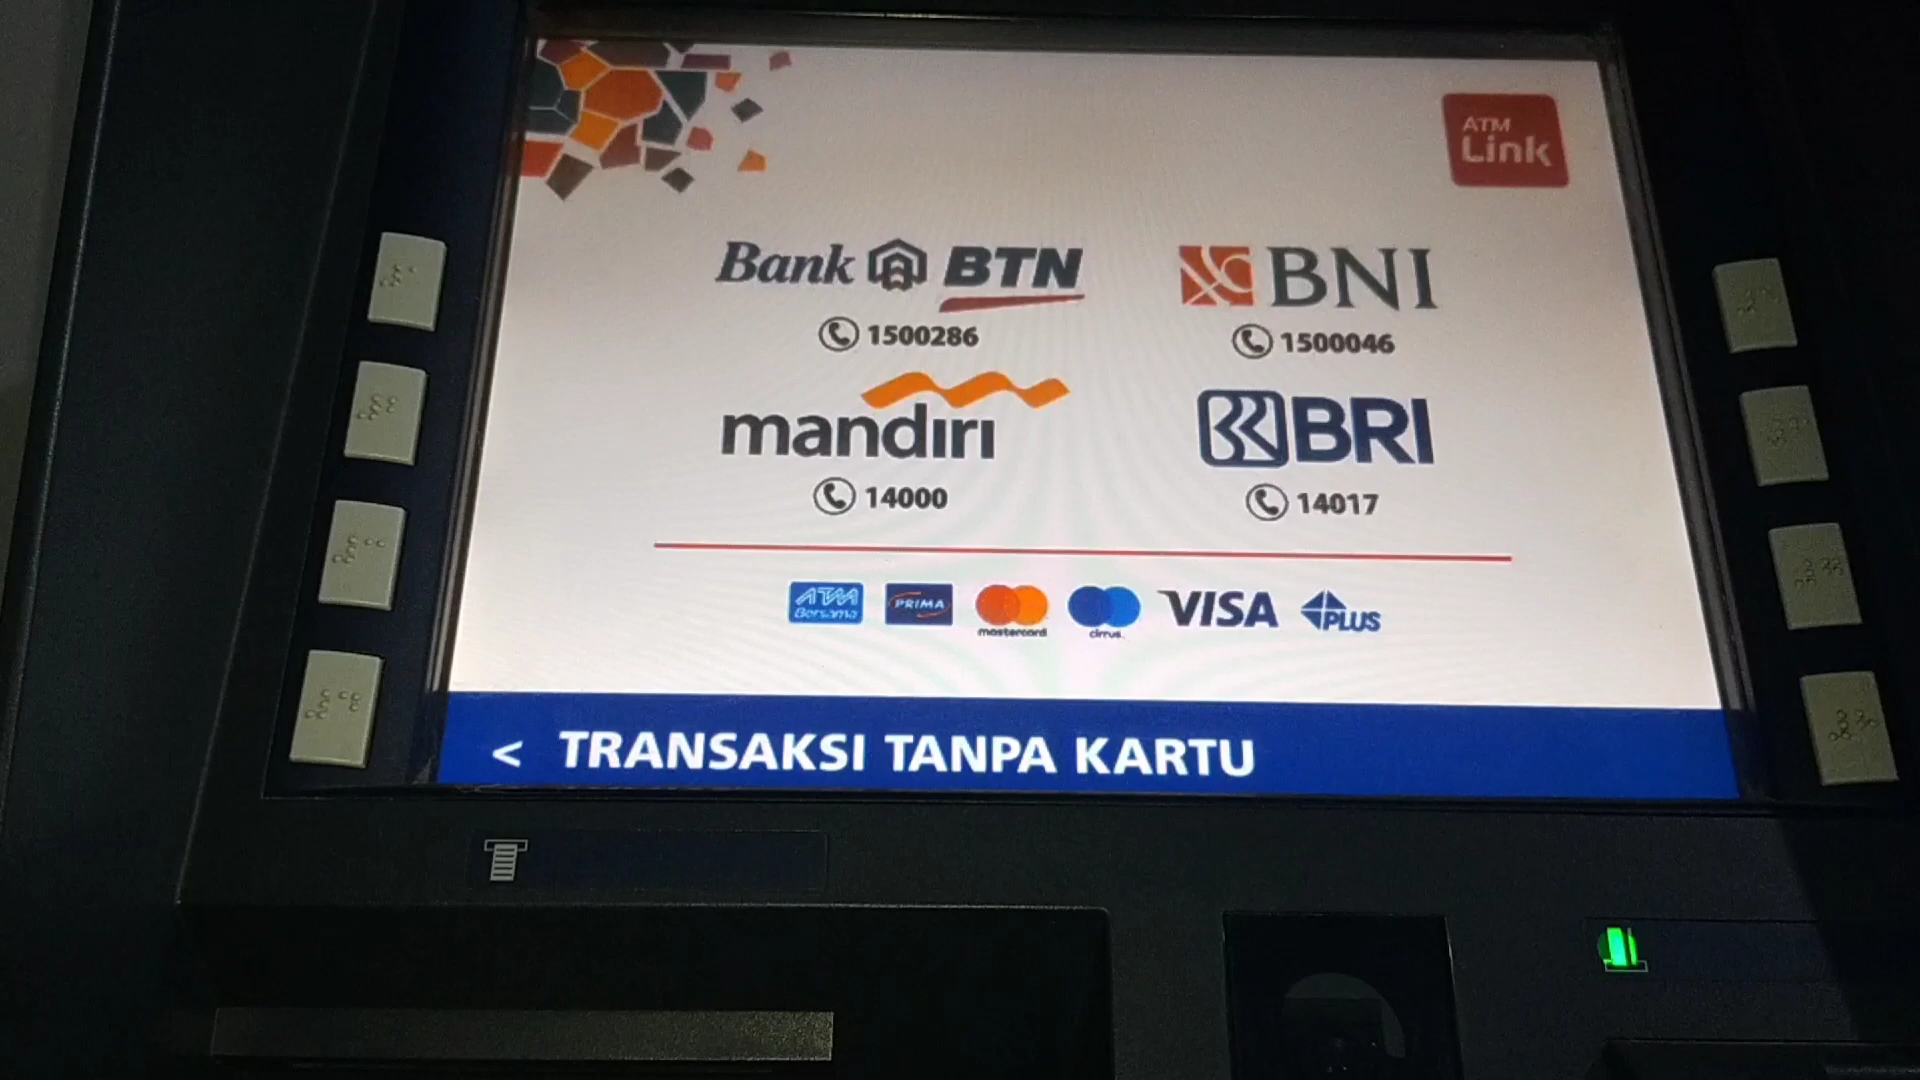 ATM
Link
Bank BTN
1500286
BNI
1500046
mandiri
14000
BRI
14017
ATM
Bersama
PRIMA
mastercard
cirrus
VISA
PLUS
< TRANSAKSI TANPA KARTU